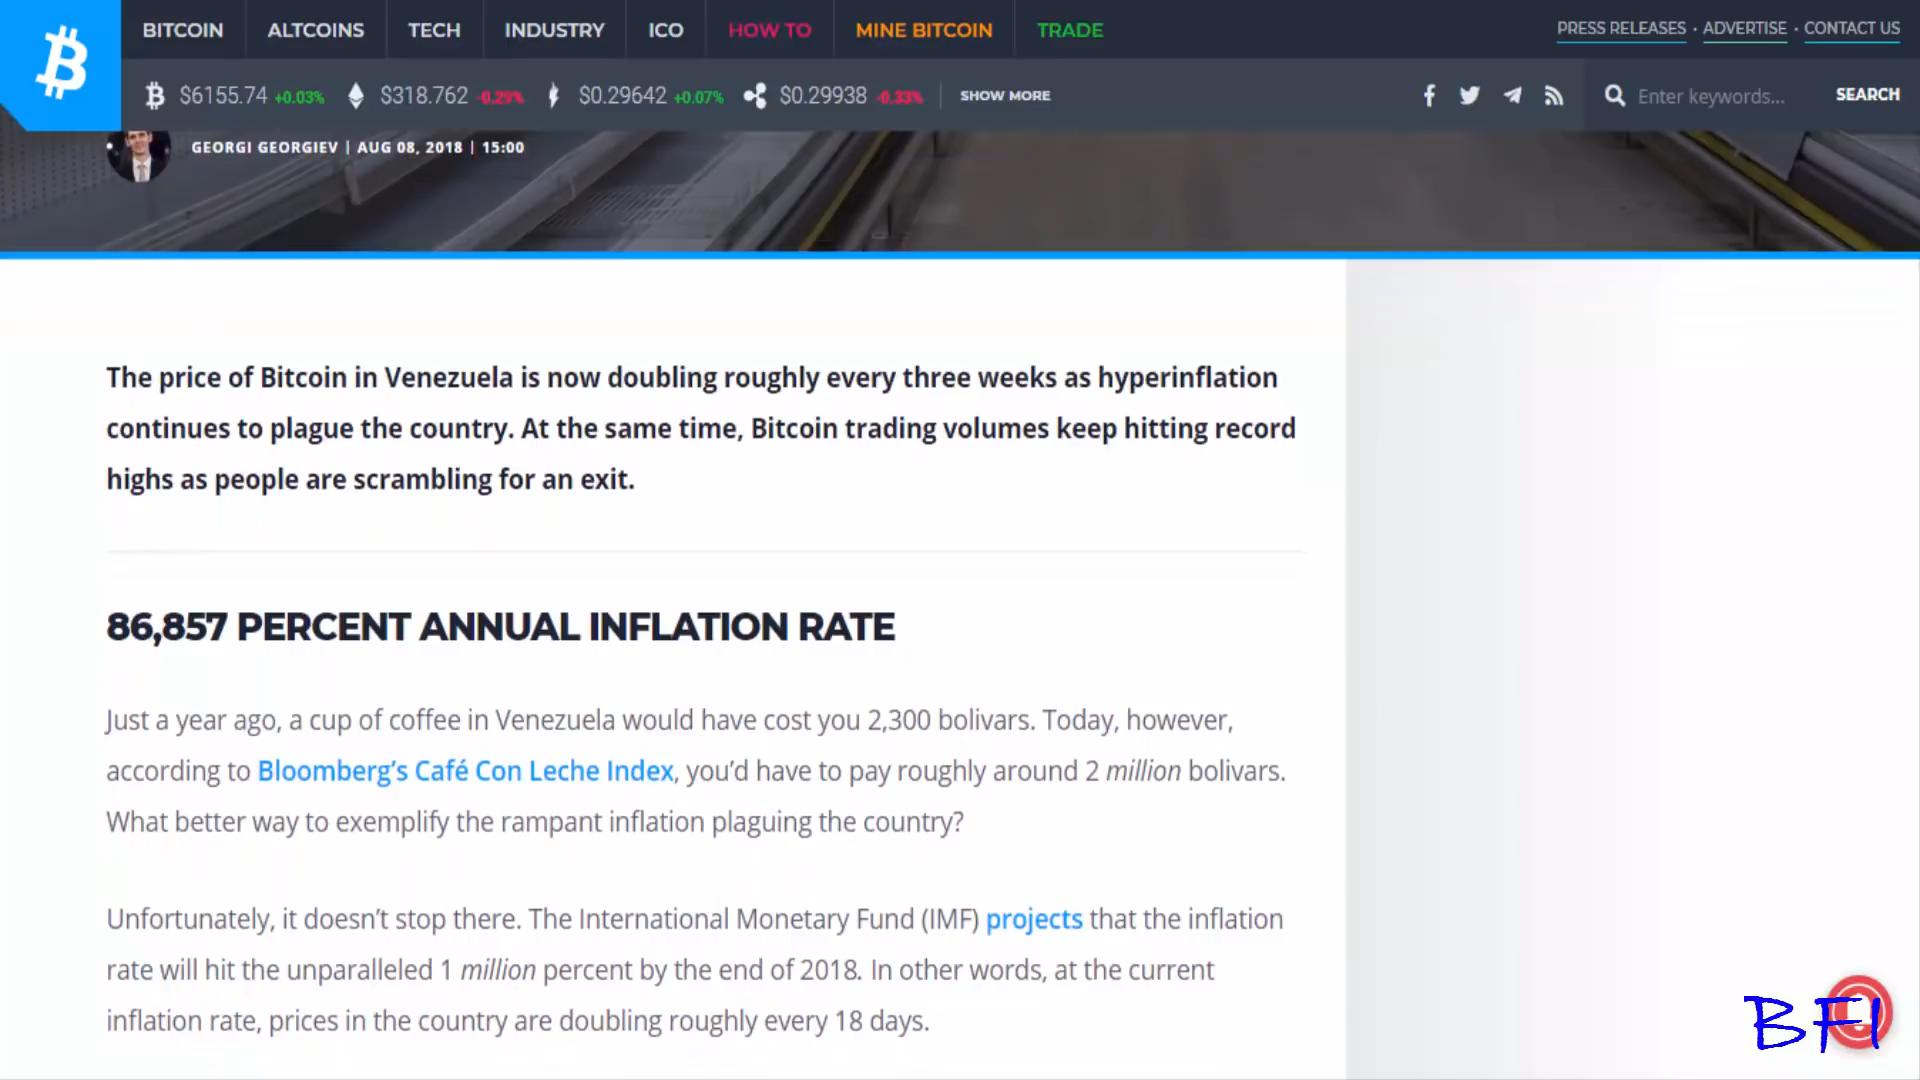 BITCOIN ALTCOINS TECH INDUSTRY ICO HOW TO MINE BITCOIN TRADE PRESS RELEASES · ADVERTISE · CONTACT US
$6155.74 +0.03% $318.762 -0.29% $0.29642 +0.07% $0.29938 -0.33% SHOW MORE Enter keywords... SEARCH
GEORGI GEORGIEV | AUG 08, 2018 | 15:00
The price of Bitcoin in Venezuela is now doubling roughly every three weeks as hyperinflation
continues to plague the country. At the same time, Bitcoin trading volumes keep hitting record
highs as people are scrambling for an exit.
86,857 PERCENT ANNUAL INFLATION RATE
Just a year ago, a cup of coffee in Venezuela would have cost you 2,300 bolivars. Today, however,
according to Bloomberg’s Café Con Leche Index, you’d have to pay roughly around 2 million bolivars.
What better way to exemplify the rampant inflation plaguing the country?
Unfortunately, it doesn’t stop there. The International Monetary Fund (IMF) projects that the inflation
rate will hit the unparalleled 1 million percent by the end of 2018. In other words, at the current
inflation rate, prices in the country are doubling roughly every 18 days.
BFI